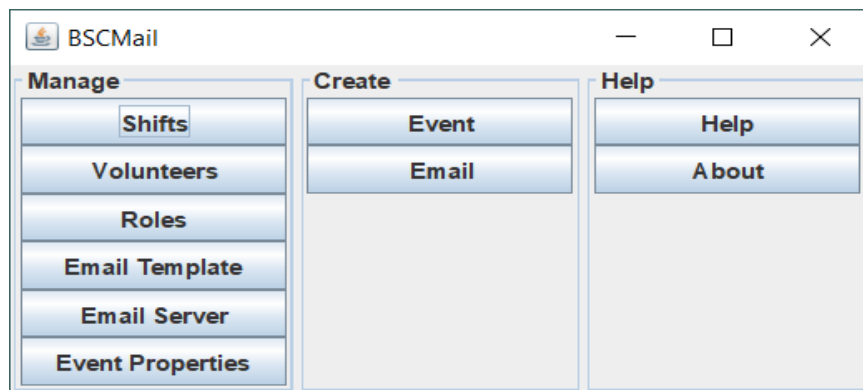 BSCMail
Manage
Shifts
Volunteers
Roles
Email Template
Email Server
Event Properties
Create
Event
Email
Help
Help
About